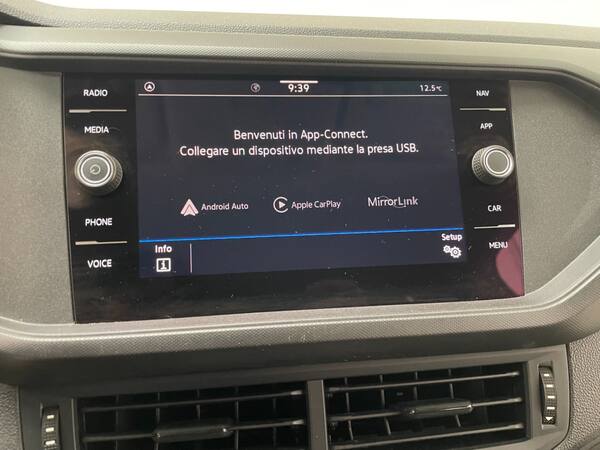 RADIO
9:39
12.5°C
NAV
MEDIA
APP
Benvenuti in App-Connect.
Collegare un dispositivo mediante la presa USB.
Android Auto
Apple CarPlay
MirrorLink
PHONE
CAR
VOICE
Info
Setup
MENU